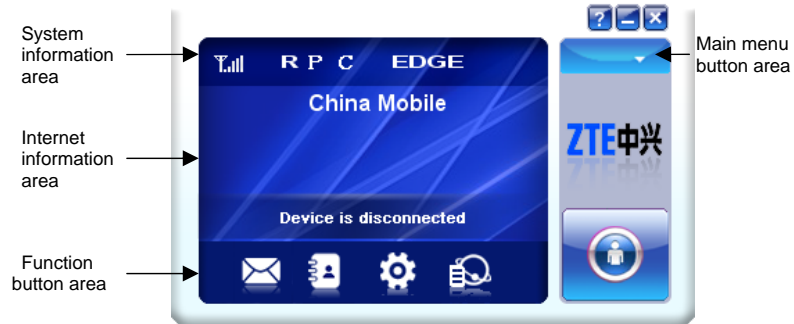 System
information
area
Internet
information
area
Function
button area
? 
R P C EDGE
China Mobile
Device is disconnected
ZTE中兴
Main menu
button area